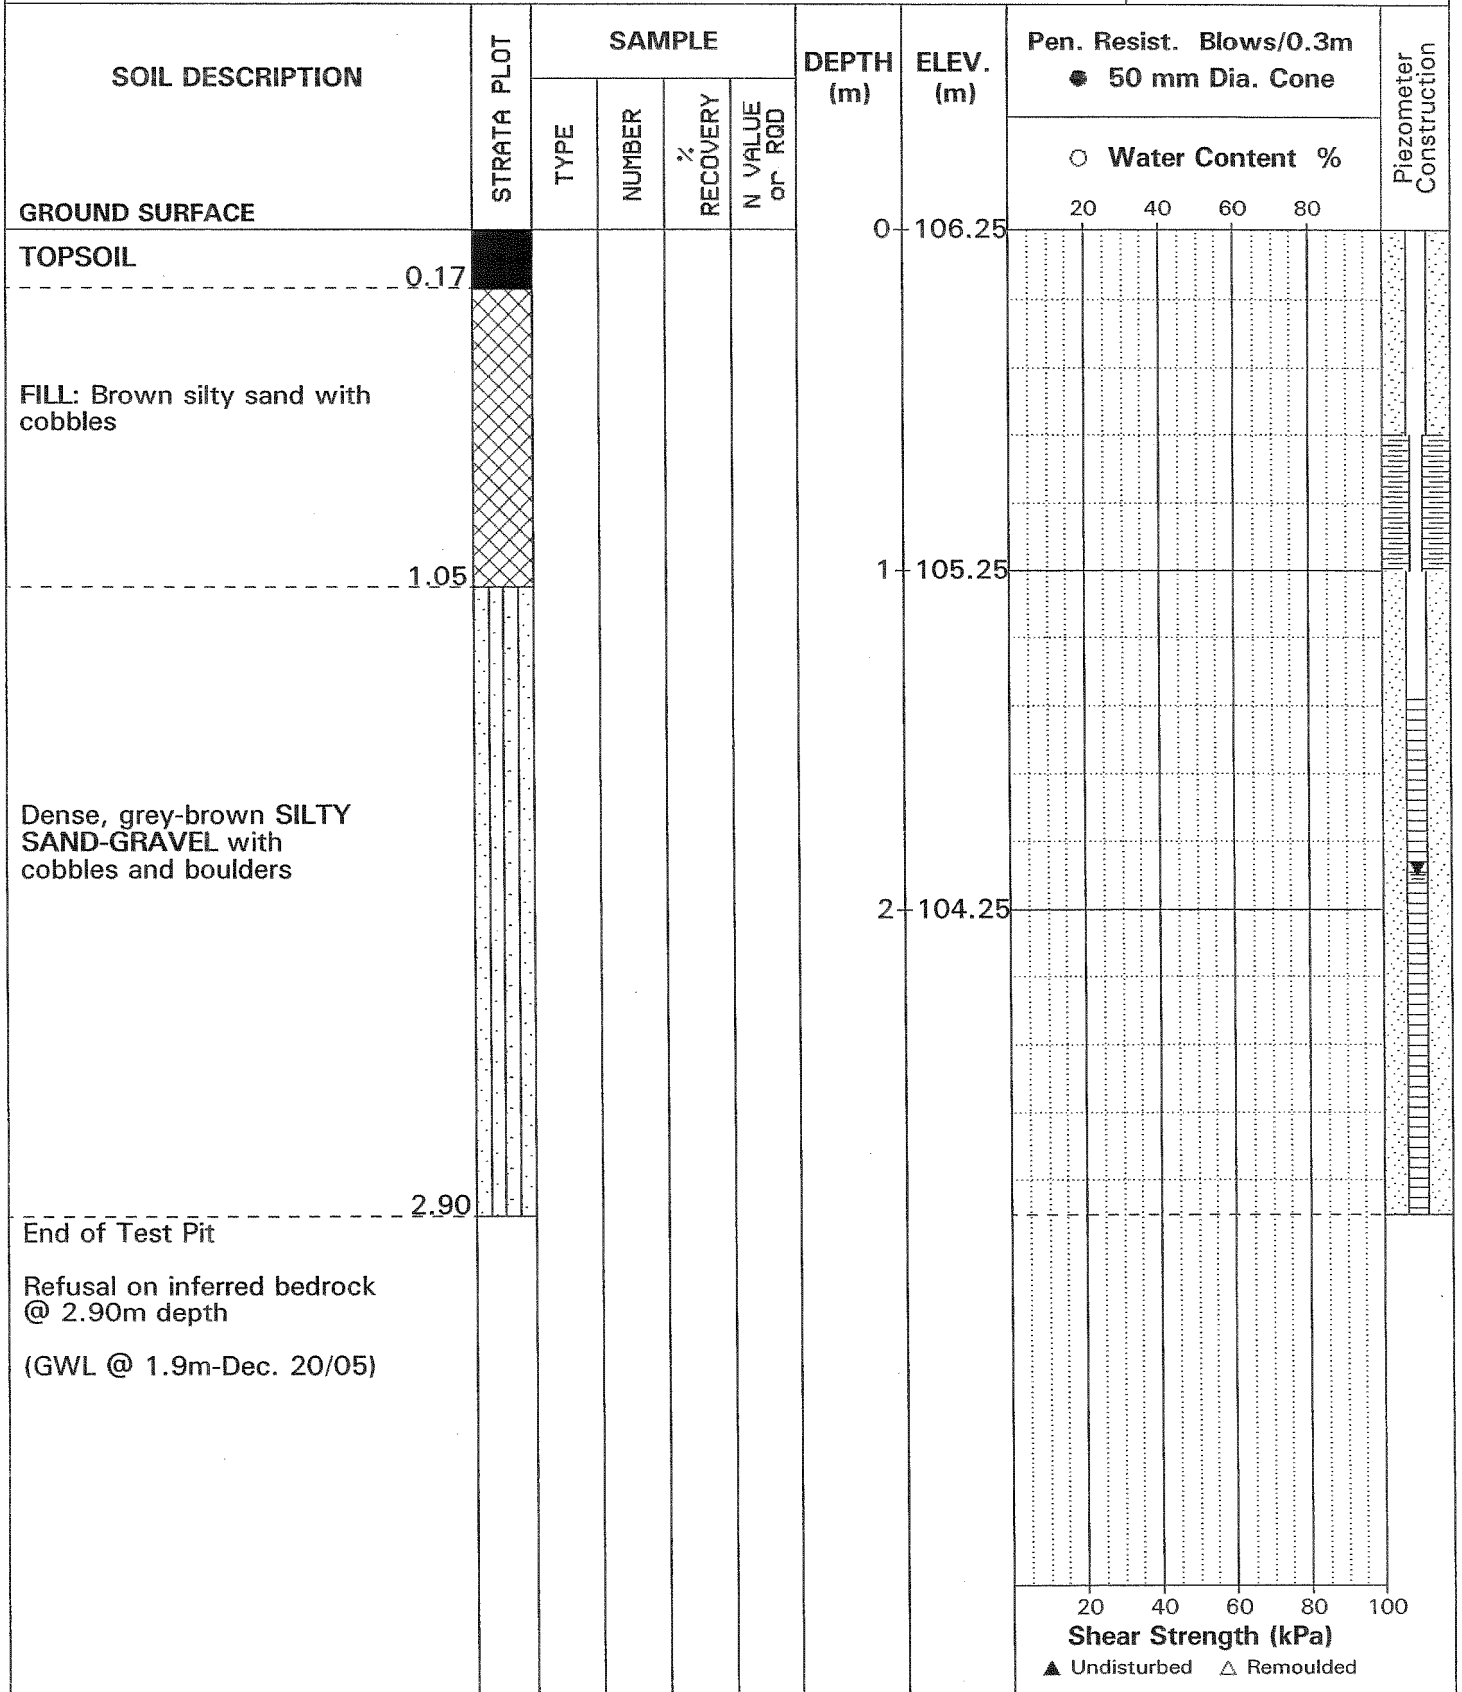 SOIL DESCRIPTION
GROUND SURFACE
STRATA PLOT
SAMPLE
TYPE
NUMBER
%
RECOVERY
N VALUE
or RQD
DEPTH
(m)
ELEV.
(m)
Pen. Resist. Blows/0.3m
● 50 mm Dia. Cone
○ Water Content %
20 40 60 80
Piezometer
Construction
0 106.25
TOPSOIL
0.17
FILL: Brown silty sand with
cobbles
1.05
1 105.25
Dense, grey-brown SILTY
SAND-GRAVEL with
cobbles and boulders
2 104.25
2.90
End of Test Pit
Refusal on inferred bedrock
@ 2.90m depth
(GWL @ 1.9m-Dec. 20/05)
20 40 60 80 100
Shear Strength (kPa)
▲ Undisturbed △ Remoulded